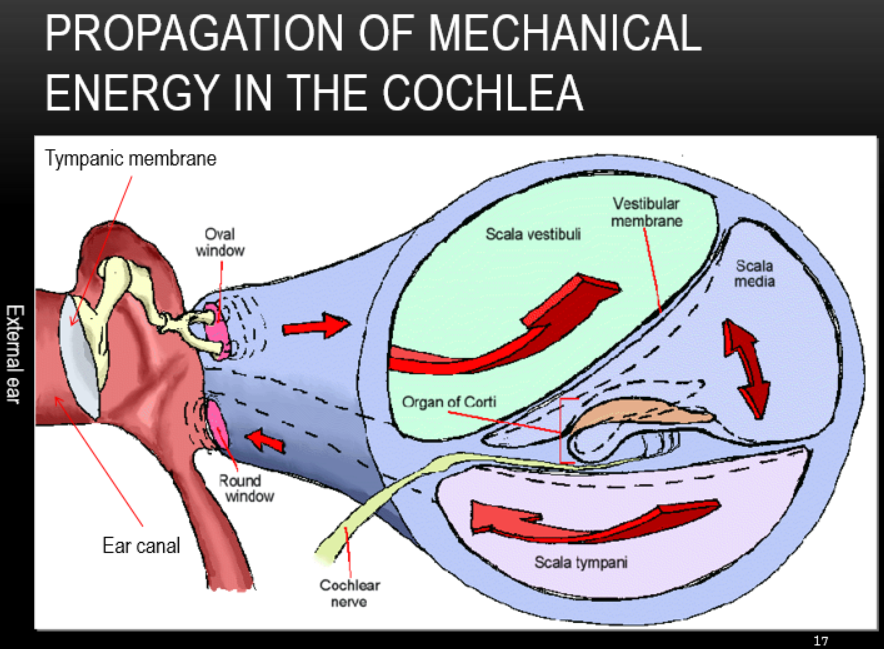 PROPAGATION OF MECHANICAL
ENERGY IN THE COCHLEA
Tympanic membrane
Oval
window
Scala vestibuli
Vestibular
membrane
Scala
media
External ear
Organ of Corti
Round
window
Ear canal
Scala tympani
Cochlear
nerve
17